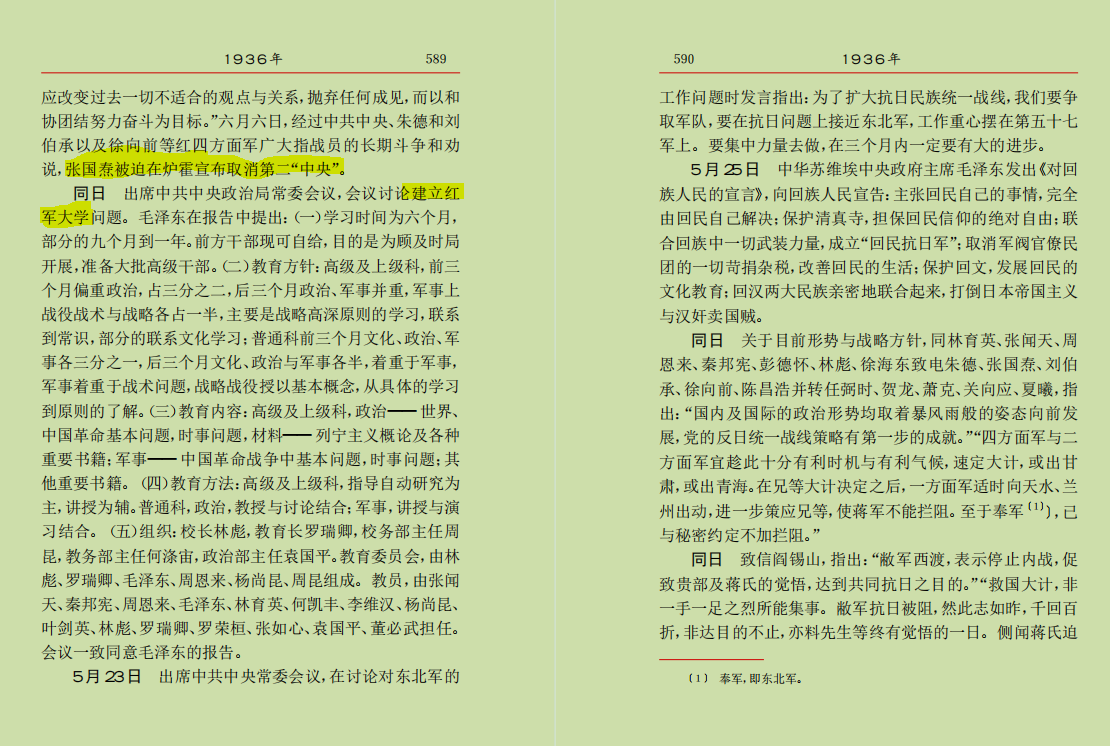 1936年 589
应改变过去一切不适合的观点与关系,抛弃任何成见,而以和
协团结努力奋斗为目标。”六月六日,经过中共中央、朱德和刘
伯承以及徐向前等红四方面军广大指战员的长期斗争和劝
说,张国焘被迫在炉霍宣布取消第二“中央”。
同日 出席中共中央政治局常委会议,会议讨论建立红
军大学问题。毛泽东在报告中提出:(一)学习时间为六个月,
部分的九个月到一年。前方干部现可自给,目的是为顾及时局
开展,准备大批高级干部。(二)教育方针:高级及上级科,前三
个月偏重政治,占三分之二,后三个月政治、军事并重,军事上
战役战术与战略各占一半,主要是战略高深原则的学习,联系
到常识,部分的联系文化学习;普通科前三个月文化、政治、军
事各三分之一,后三个月文化、政治与军事各半,着重于军事,
军事着重于战术问题,战略战役授以基本概念,从具体的学习
到原则的了解。(三)教育内容:高级及上级科,政治——世界、
中国革命基本问题,时事问题,材料——列宁主义概论及各种
重要书籍;军事——中国革命战争中基本问题,时事问题;其
他重要书籍。(四)教育方法:高级及上级科,指导自动研究为
主,讲授为辅。普通科,政治,教授与讨论结合;军事,讲授与演
习结合。(五)组织:校长林彪,教育长罗瑞卿,校务部主任周
昆,教务部主任何涤宙,政治部主任袁国平。教育委员会,由林
彪、罗瑞卿、毛泽东、周恩来、杨尚昆、周昆组成。教员,由张闻
天、秦邦宪、周恩来、毛泽东、林育英、何凯丰、李维汉、杨尚昆、
叶剑英、林彪、罗瑞卿、罗荣桓、张如心、袁国平、董必武担任。
会议一致同意毛泽东的报告。
5月23日 出席中共中央常委会议,在讨论对东北军的
590 1936年
工作问题时发言指出:为了扩大抗日民族统一战线,我们要争
取军队,要在抗日问题上接近东北军,工作重心摆在第五十七
军上。要集中力量去做,在三个月内一定要有大的进步。
5月25日 中华苏维埃中央政府主席毛泽东发出《对回
族人民的宣言》,向回族人民宣告:主张回民自己的事情,完全
由回民自己解决;保护清真寺,担保回民信仰的绝对自由;联
合回族中一切武装力量,成立“回民抗日军”;取消军阀官僚民
团的一切苛捐杂税,改善回民的生活;保护回文,发展回民的
文化教育;回汉两大民族亲密地联合起来,打倒日本帝国主义
与汉奸卖国贼。
同日 关于目前形势与战略方针,同林育英、张闻天、周
恩来、秦邦宪、彭德怀、林彪、徐海东致电朱德、张国焘、刘伯
承、徐向前、陈昌浩并转任弼时、贺龙、萧克、关向应、夏曦,指
出:“国内及国际的政治形势均取着暴风雨般的姿态向前发
展,党的反日统一战线策略有第一步的成就。”“四方面军与二
方面军宜趁此十分有利时机与有利气候,速定大计,或出甘
肃,或出青海。在兄等大计决定之后,一方面军适时向天水、兰
州出动,进一步策应兄等,使蒋军不能拦阻。至于奉军〔1〕,已
与秘密约定不加拦阻。”
同日 致信阎锡山,指出:“敝军西渡,表示停止内战,促
致贵部及蒋氏的觉悟,达到共同抗日之目的。”“救国大计,非
一手一足之烈所能集事。敝军抗日被阻,然此志如昨,千回百
折,非达目的不止,亦料先生等终有觉悟的一日。侧闻蒋氏迫
〔1〕 奉军,即东北军。